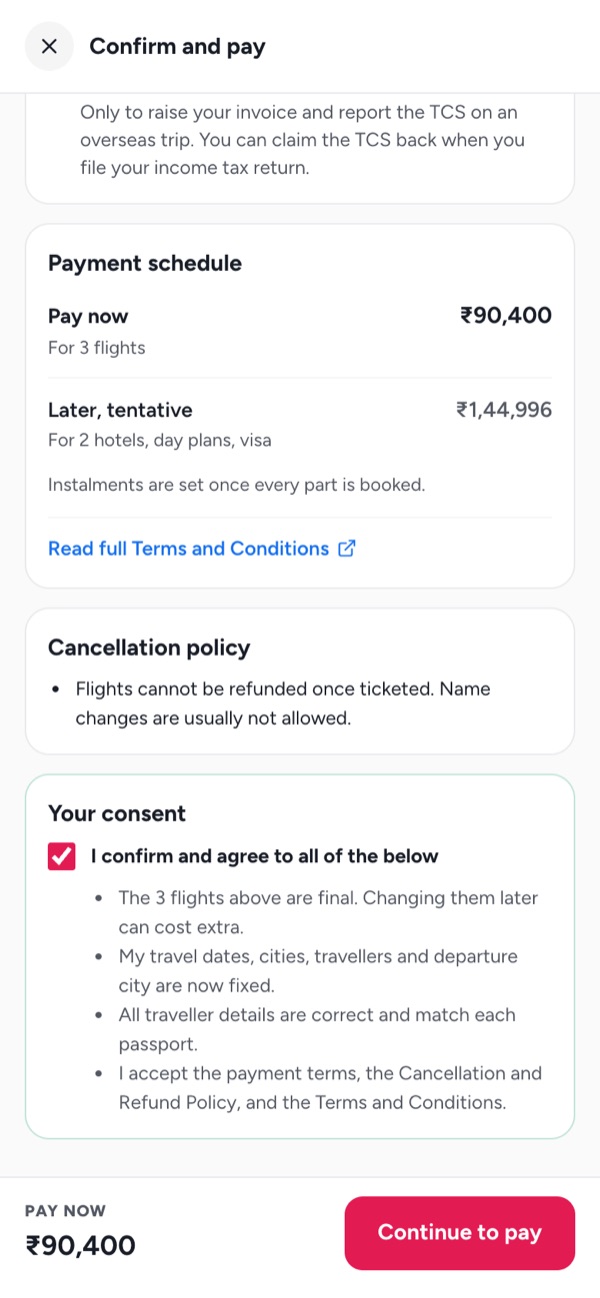 Confirm and pay
Only to raise your invoice and report the TCS on an
overseas trip. You can claim the TCS back when you
file your income tax return.
Payment schedule
Pay now ₹90,400
For 3 flights
Later, tentative ₹1,44,996
For 2 hotels, day plans, visa
Instalments are set once every part is booked.
Read full Terms and Conditions
Cancellation policy
• Flights cannot be refunded once ticketed. Name
changes are usually not allowed.
Your consent
I confirm and agree to all of the below
• The 3 flights above are final. Changing them later
can cost extra.
• My travel dates, cities, travellers and departure
city are now fixed.
• All traveller details are correct and match each
passport.
• I accept the payment terms, the Cancellation and
Refund Policy, and the Terms and Conditions.
PAY NOW
₹90,400
Continue to pay